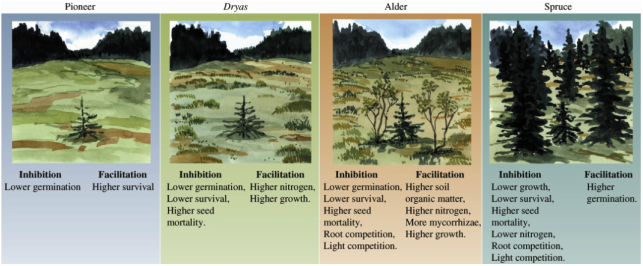 Pioneer
Dryas
Alder
Spruce
Inhibition
Lower germination
Facilitation
Higher survival
Inhibition
Lower germination,
Lower survival,
Higher seed
mortality.
Facilitation
Higher nitrogen,
Higher growth.
Inhibition
Lower germination,
Lower survival,
Higher seed
mortality,
Root competition,
Light competition.
Facilitation
Higher soil
organic matter,
Higher nitrogen,
More mycorrhizae,
Higher growth.
Inhibition
Lower growth,
Lower survival,
Higher seed
mortality,
Lower nitrogen,
Root competition,
Light competition.
Facilitation
Higher
germination.